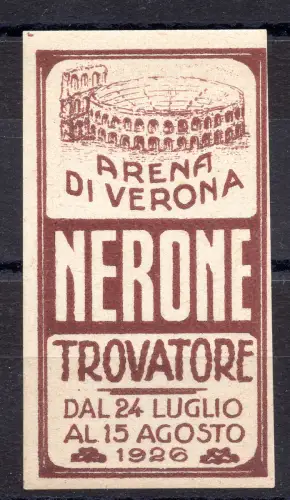 ARENA
DI VERONA
NERONE
TROVATORE
DAL 24 LUGLIO
AL 15 AGOSTO
1926